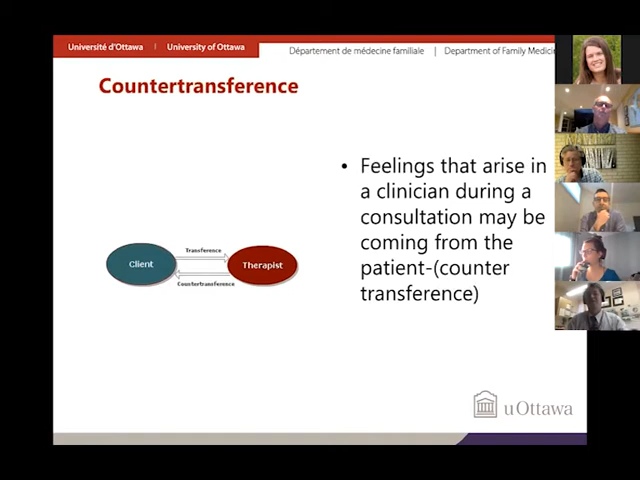 Université d'Ottawa | University of Ottawa
Département de médecine familiale | Department of Family Medicin
Countertransference
• Feelings that arise in
a clinician during a
consultation may be
coming from the
patient-(counter
transference)
Transference
Client
Therapist
Countertransference
uOttawa